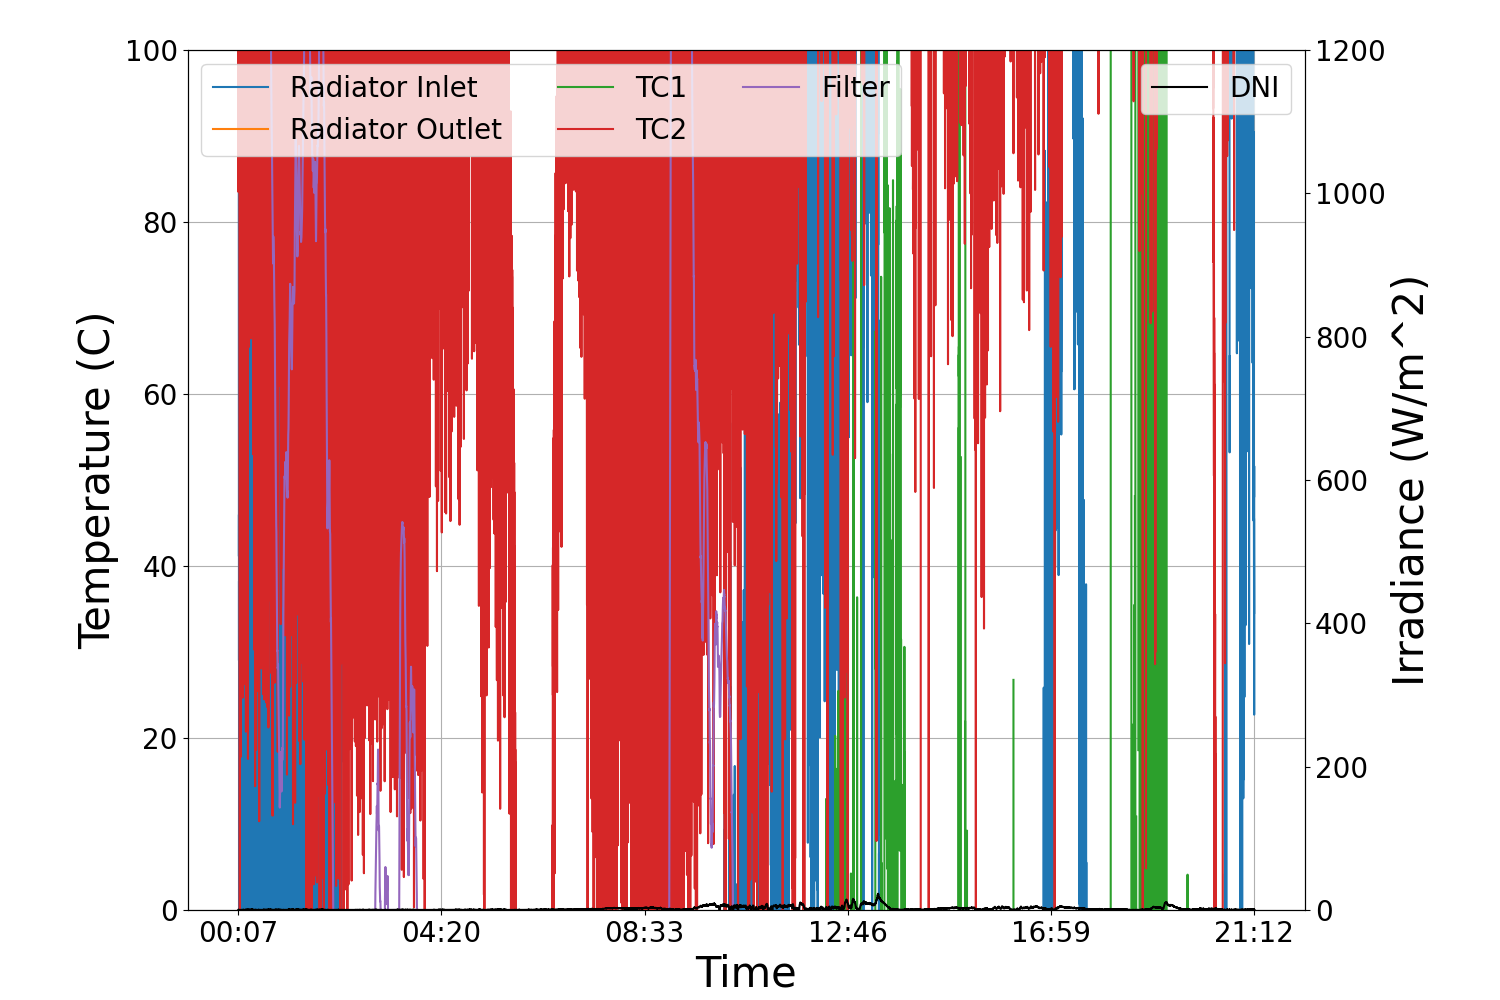 100
80
60
40
20
0
Temperature (C)
Radiator Inlet
Radiator Outlet
TC1
TC2
Filter
DNI
1200
1000
800
600
400
200
0
Irradiance (W/m^2)
00:07
04:20
08:33
12:46
16:59
21:12
Time